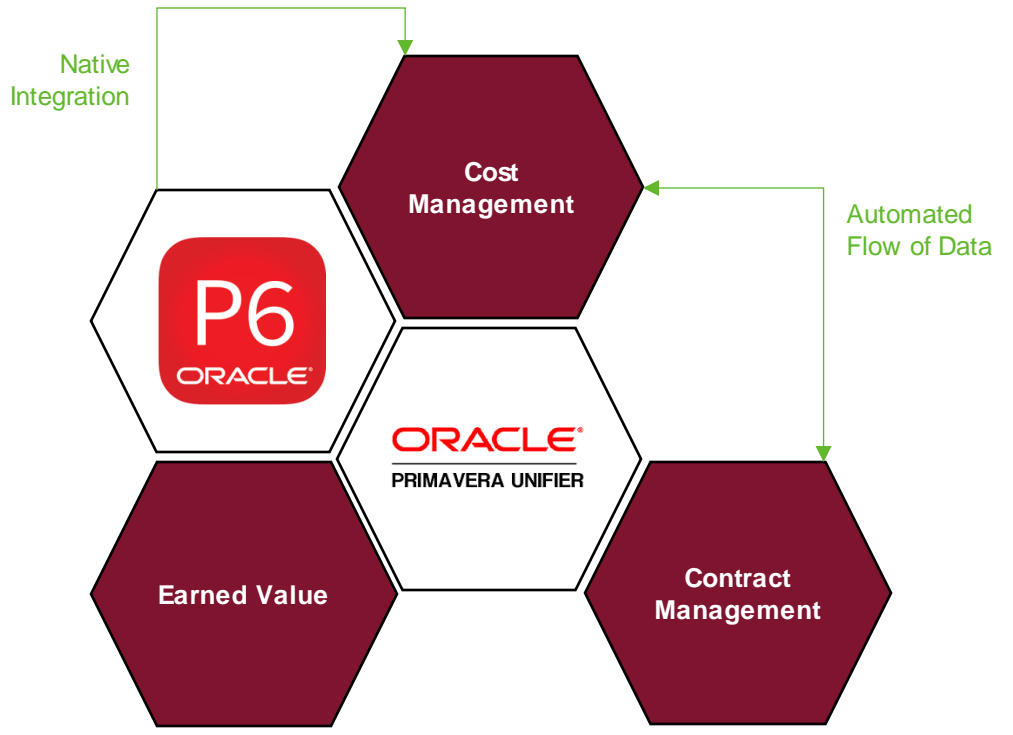 Native
Integration
Cost
Management
Automated
Flow of Data
P6
ORACLE®
ORACLE®
PRIMAVERA UNIFIER
Earned Value
Contract
Management